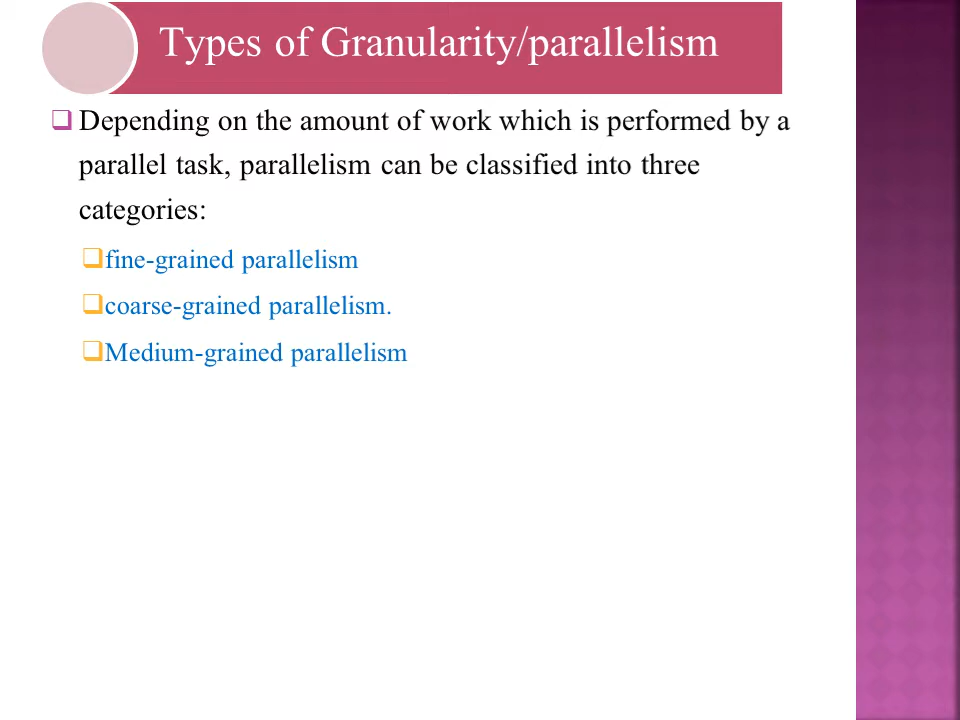 Types of Granularity/parallelism
Depending on the amount of work which is performed by a
parallel task, parallelism can be classified into three
categories:
fine-grained parallelism
coarse-grained parallelism.
Medium-grained parallelism